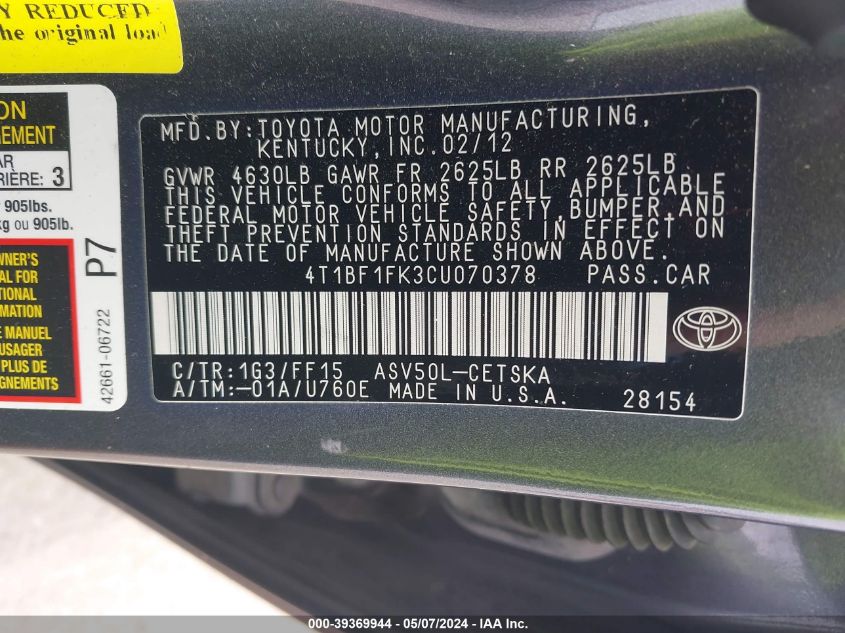 Y REDUCED
he original load
ON
EMENT
AR
RIÈRE: 3
905lbs.
kg ou 905lb.
OWNER'S
AL FOR
TIONAL
MATION
E MANUEL
USAGER
PLUS DE
GNEMENTS
P7
42661-06722
MFD.BY:TOYOTA MOTOR MANUFACTURING,
KENTUCKY,INC.02/12
GVWR 4630LB GAWR FR 2625LB RR 2625LB
THIS VEHICLE CONFORMS TO ALL APPLICABLE
FEDERAL MOTOR VEHICLE SAFETY,BUMPER,AND
THEFT PREVENTION STANDARDS IN EFFECT ON
THE DATE OF MANUFACTURE SHOWN ABOVE.
4T1BF1FK3CU070378 PASS.CAR
C/TR:1G3/FF15 ASV50L-CETSKA
A/TM:-01A/U760E MADE IN U.S.A. 28154
000-39369944 / 05/07/2024 - IAA Inc.